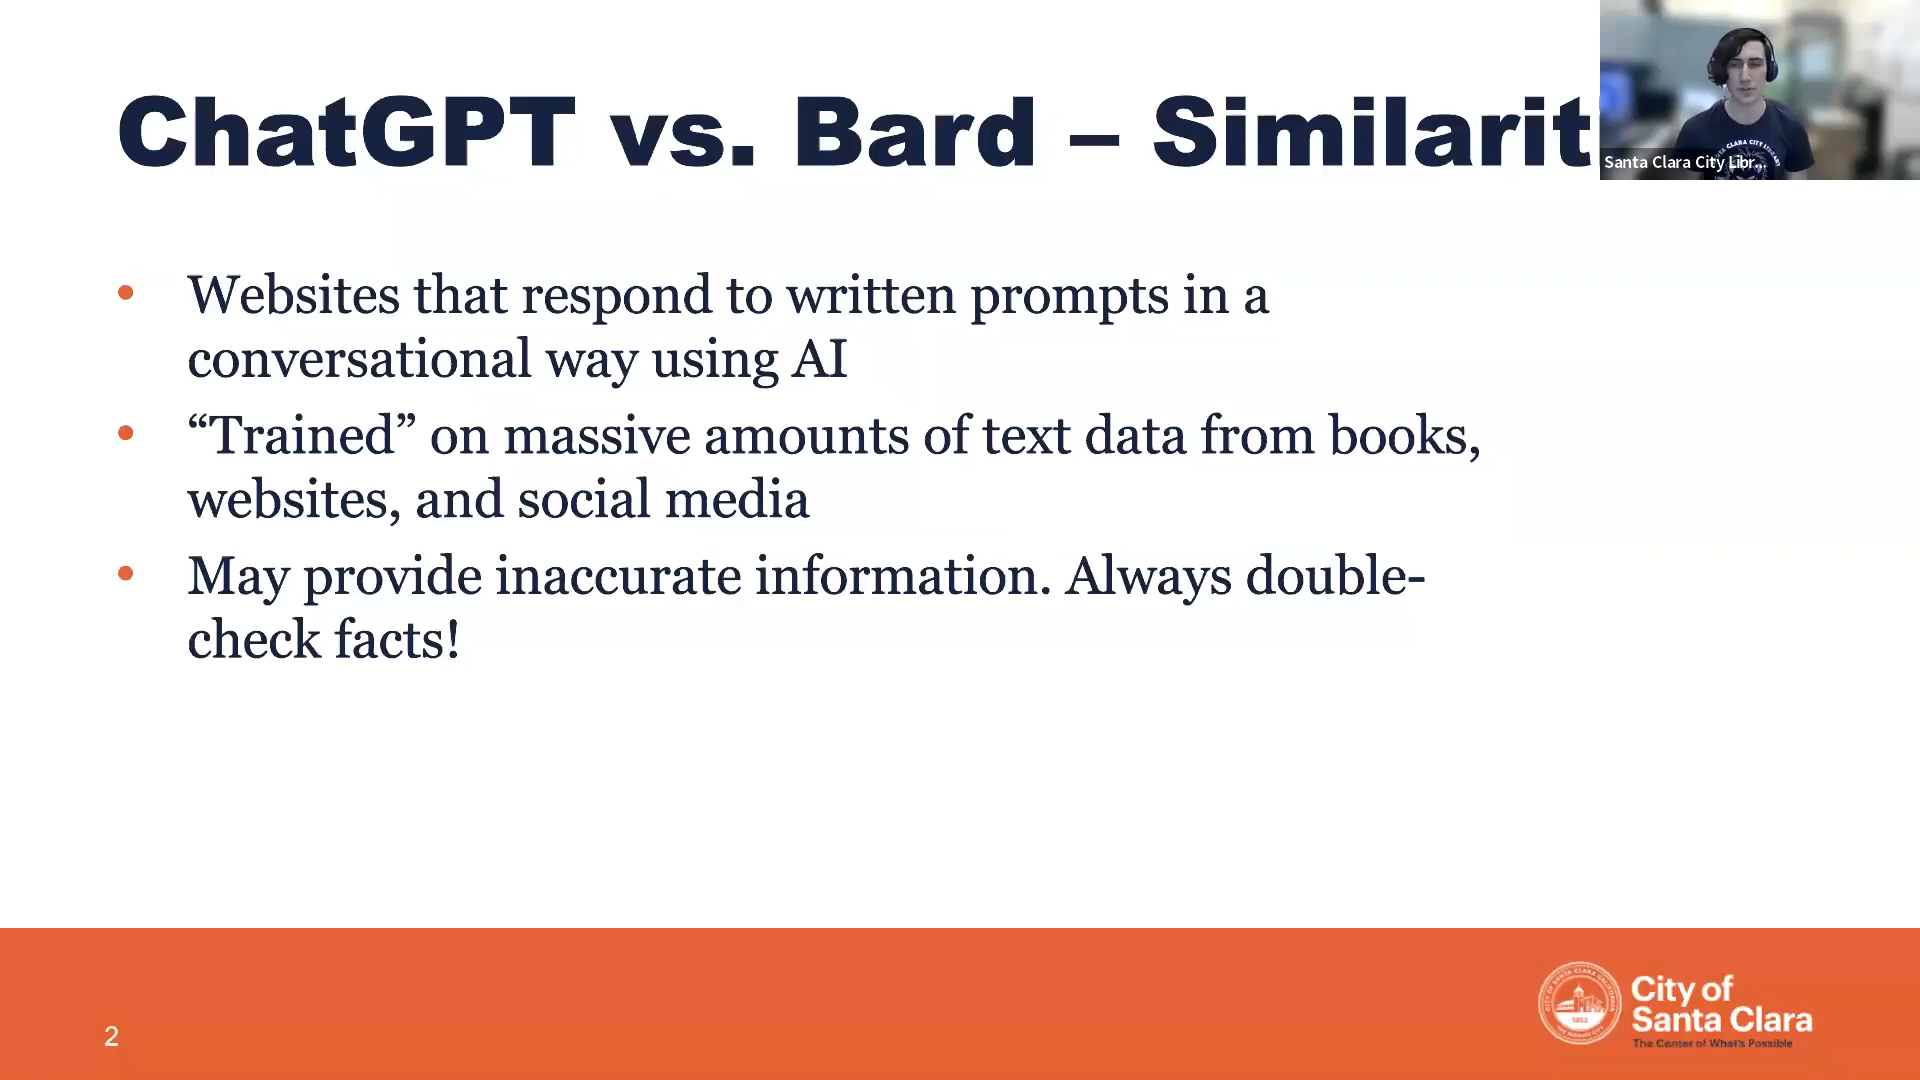 ChatGPT vs. Bard – Similarit
Santa Clara City Libr...
• Websites that respond to written prompts in a
conversational way using AI
• “Trained” on massive amounts of text data from books,
websites, and social media
• May provide inaccurate information. Always double-
check facts!
2
City of
Santa Clara
The Center of What's Possible
1852